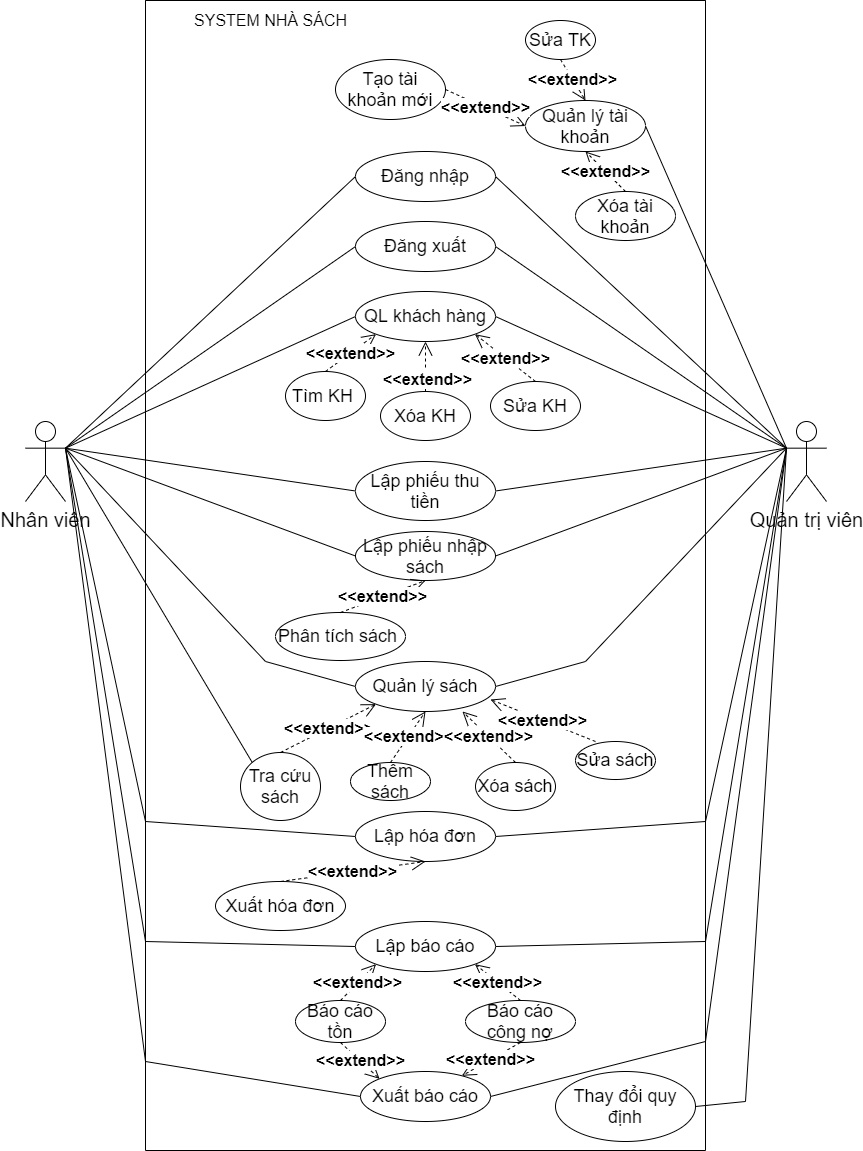 SYSTEM NHÀ SÁCH
Sửa TK
<<extend>>
Tạo tài
khoản mới
<<extend>>
Quản lý tài
khoản
<<extend>>
Xóa tài
khoản
Đăng nhập
Đăng xuất
QL khách hàng
<<extend>>
<<extend>>
<<extend>>
Tìm KH
Xóa KH
Sửa KH
Nhân viên
Quản trị viên
Lập phiếu thu
tiền
Lập phiếu nhập
sách
<<extend>>
Phân tích sách
Quản lý sách
<<extend>>
<<extend>>
<<extend>>
<<extend>>
Tra cứu
sách
Thêm
sách
Xóa sách
Sửa sách
Lập hóa đơn
<<extend>>
Xuất hóa đơn
Lập báo cáo
<<extend>>
<<extend>>
Báo cáo
tồn
Báo cáo
công nợ
<<extend>>
<<extend>>
Xuất báo cáo
Thay đổi quy
định